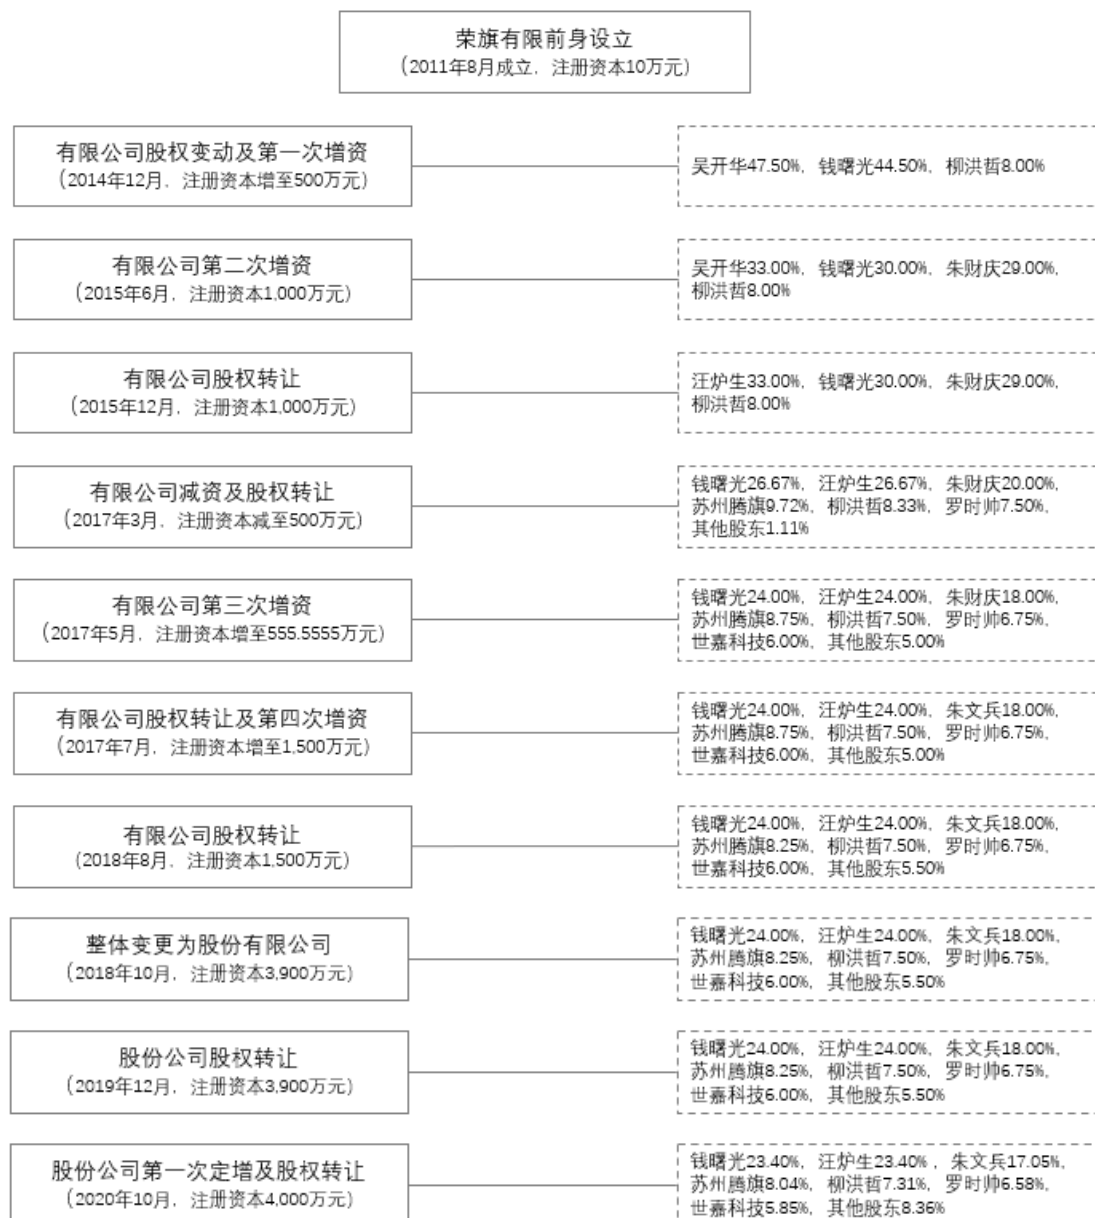 荣旗有限前身设立
（2011年8月成立，注册资本10万元）
有限公司股权变动及第一次增资
（2014年12月，注册资本增至500万元）
吴开华47.50%，钱曙光44.50%，柳洪哲8.00%
有限公司第二次增资
（2015年6月，注册资本1,000万元）
吴开华33.00%，钱曙光30.00%，朱财庆29.00%，
柳洪哲8.00%
有限公司股权转让
（2015年12月，注册资本1,000万元）
汪炉生33.00%，钱曙光30.00%，朱财庆29.00%，
柳洪哲8.00%
有限公司减资及股权转让
（2017年3月，注册资本减至500万元）
钱曙光26.67%，汪炉生26.67%，朱财庆20.00%，
苏州腾旗9.72%，柳洪哲8.33%，罗时帅7.50%，
其他股东1.11%
有限公司第三次增资
（2017年5月，注册资本增至555.5555万元）
钱曙光24.00%，汪炉生24.00%，朱财庆18.00%，
苏州腾旗8.75%，柳洪哲7.50%，罗时帅6.75%，
世嘉科技6.00%，其他股东5.00%
有限公司股权转让及第四次增资
（2017年7月，注册资本增至1,500万元）
钱曙光24.00%，汪炉生24.00%，朱文兵18.00%，
苏州腾旗8.75%，柳洪哲7.50%，罗时帅6.75%，
世嘉科技6.00%，其他股东5.00%
有限公司股权转让
（2018年8月，注册资本1,500万元）
钱曙光24.00%，汪炉生24.00%，朱文兵18.00%，
苏州腾旗8.25%，柳洪哲7.50%，罗时帅6.75%，
世嘉科技6.00%，其他股东5.50%
整体变更为股份有限公司
（2018年10月，注册资本3,900万元）
钱曙光24.00%，汪炉生24.00%，朱文兵18.00%，
苏州腾旗8.25%，柳洪哲7.50%，罗时帅6.75%，
世嘉科技6.00%，其他股东5.50%
股份公司股权转让
（2019年12月，注册资本3,900万元）
钱曙光24.00%，汪炉生24.00%，朱文兵18.00%，
苏州腾旗8.25%，柳洪哲7.50%，罗时帅6.75%，
世嘉科技6.00%，其他股东5.50%
股份公司第一次定增及股权转让
（2020年10月，注册资本4,000万元）
钱曙光23.40%，汪炉生23.40%，朱文兵17.05%，
苏州腾旗8.04%，柳洪哲7.31%，罗时帅6.58%，
世嘉科技5.85%，其他股东8.36%